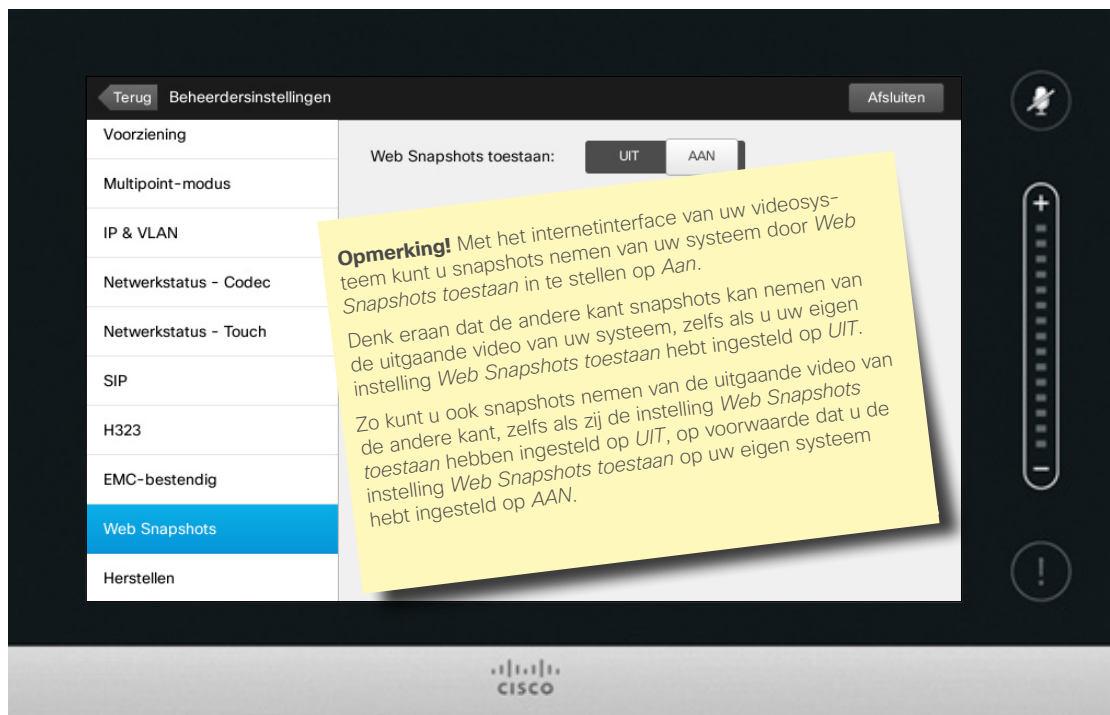 Terug Beheerdersinstellingen Afsluiten
Voorziening
Multipoint-modus
IP & VLAN
Netwerkstatus - Codec
Netwerkstatus - Touch
SIP
H323
EMC-bestendig
Web Snapshots
Herstellen
Web Snapshots toestaan: UIT AAN
Opmerking! Met het internetinterface van uw videosys-
teem kunt u snapshots nemen van uw systeem door Web
Snapshots toestaan in te stellen op Aan.
Denk eraan dat de andere kant snapshots kan nemen van
de uitgaande video van uw systeem, zelfs als u uw eigen
instelling Web Snapshots toestaan hebt ingesteld op UIT.
Zo kunt u ook snapshots nemen van de uitgaande video van
de andere kant, zelfs als zij de instelling Web Snapshots
toestaan hebben ingesteld op UIT, op voorwaarde dat u de
instelling Web Snapshots toestaan op uw eigen systeem
hebt ingesteld op AAN.
+
–
!
CISCO